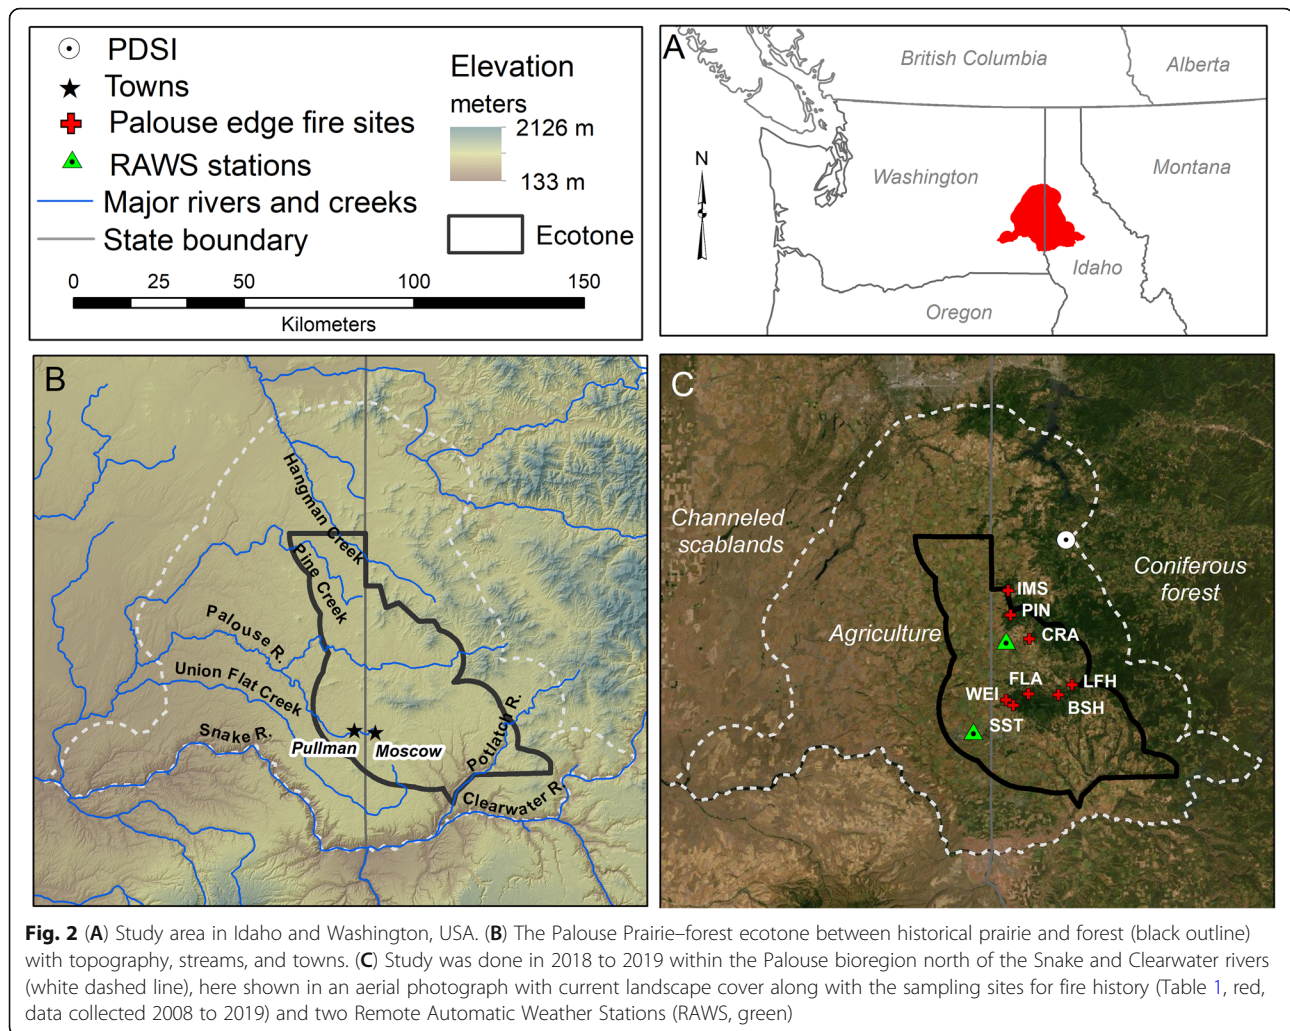 PDSI
Towns
Palouse edge fire sites
RAWS stations
Major rivers and creeks
State boundary
Elevation
meters
2126 m
133 m
Ecotone
0 50 100 150
Kilometers
A
British Columbia
Alberta
N
Washington
Montana
Idaho
Oregon
B
Hangman Creek
Pine Creek
Palouse R.
Union Flat Creek
Snake R.
Pullman
Moscow
Potlatch R.
Clearwater R.
C
Channeled
scablands
Coniferous
forest
Agriculture
IMS
PIN
CRA
FLA
LFH
WEI
BSH
SST
Fig. 2 (A) Study area in Idaho and Washington, USA. (B) The Palouse Prairie–forest ecotone between historical prairie and forest (black outline)
with topography, streams, and towns. (C) Study was done in 2018 to 2019 within the Palouse bioregion north of the Snake and Clearwater rivers
(white dashed line), here shown in an aerial photograph with current landscape cover along with the sampling sites for fire history (Table 1, red,
data collected 2008 to 2019) and two Remote Automatic Weather Stations (RAWS, green)